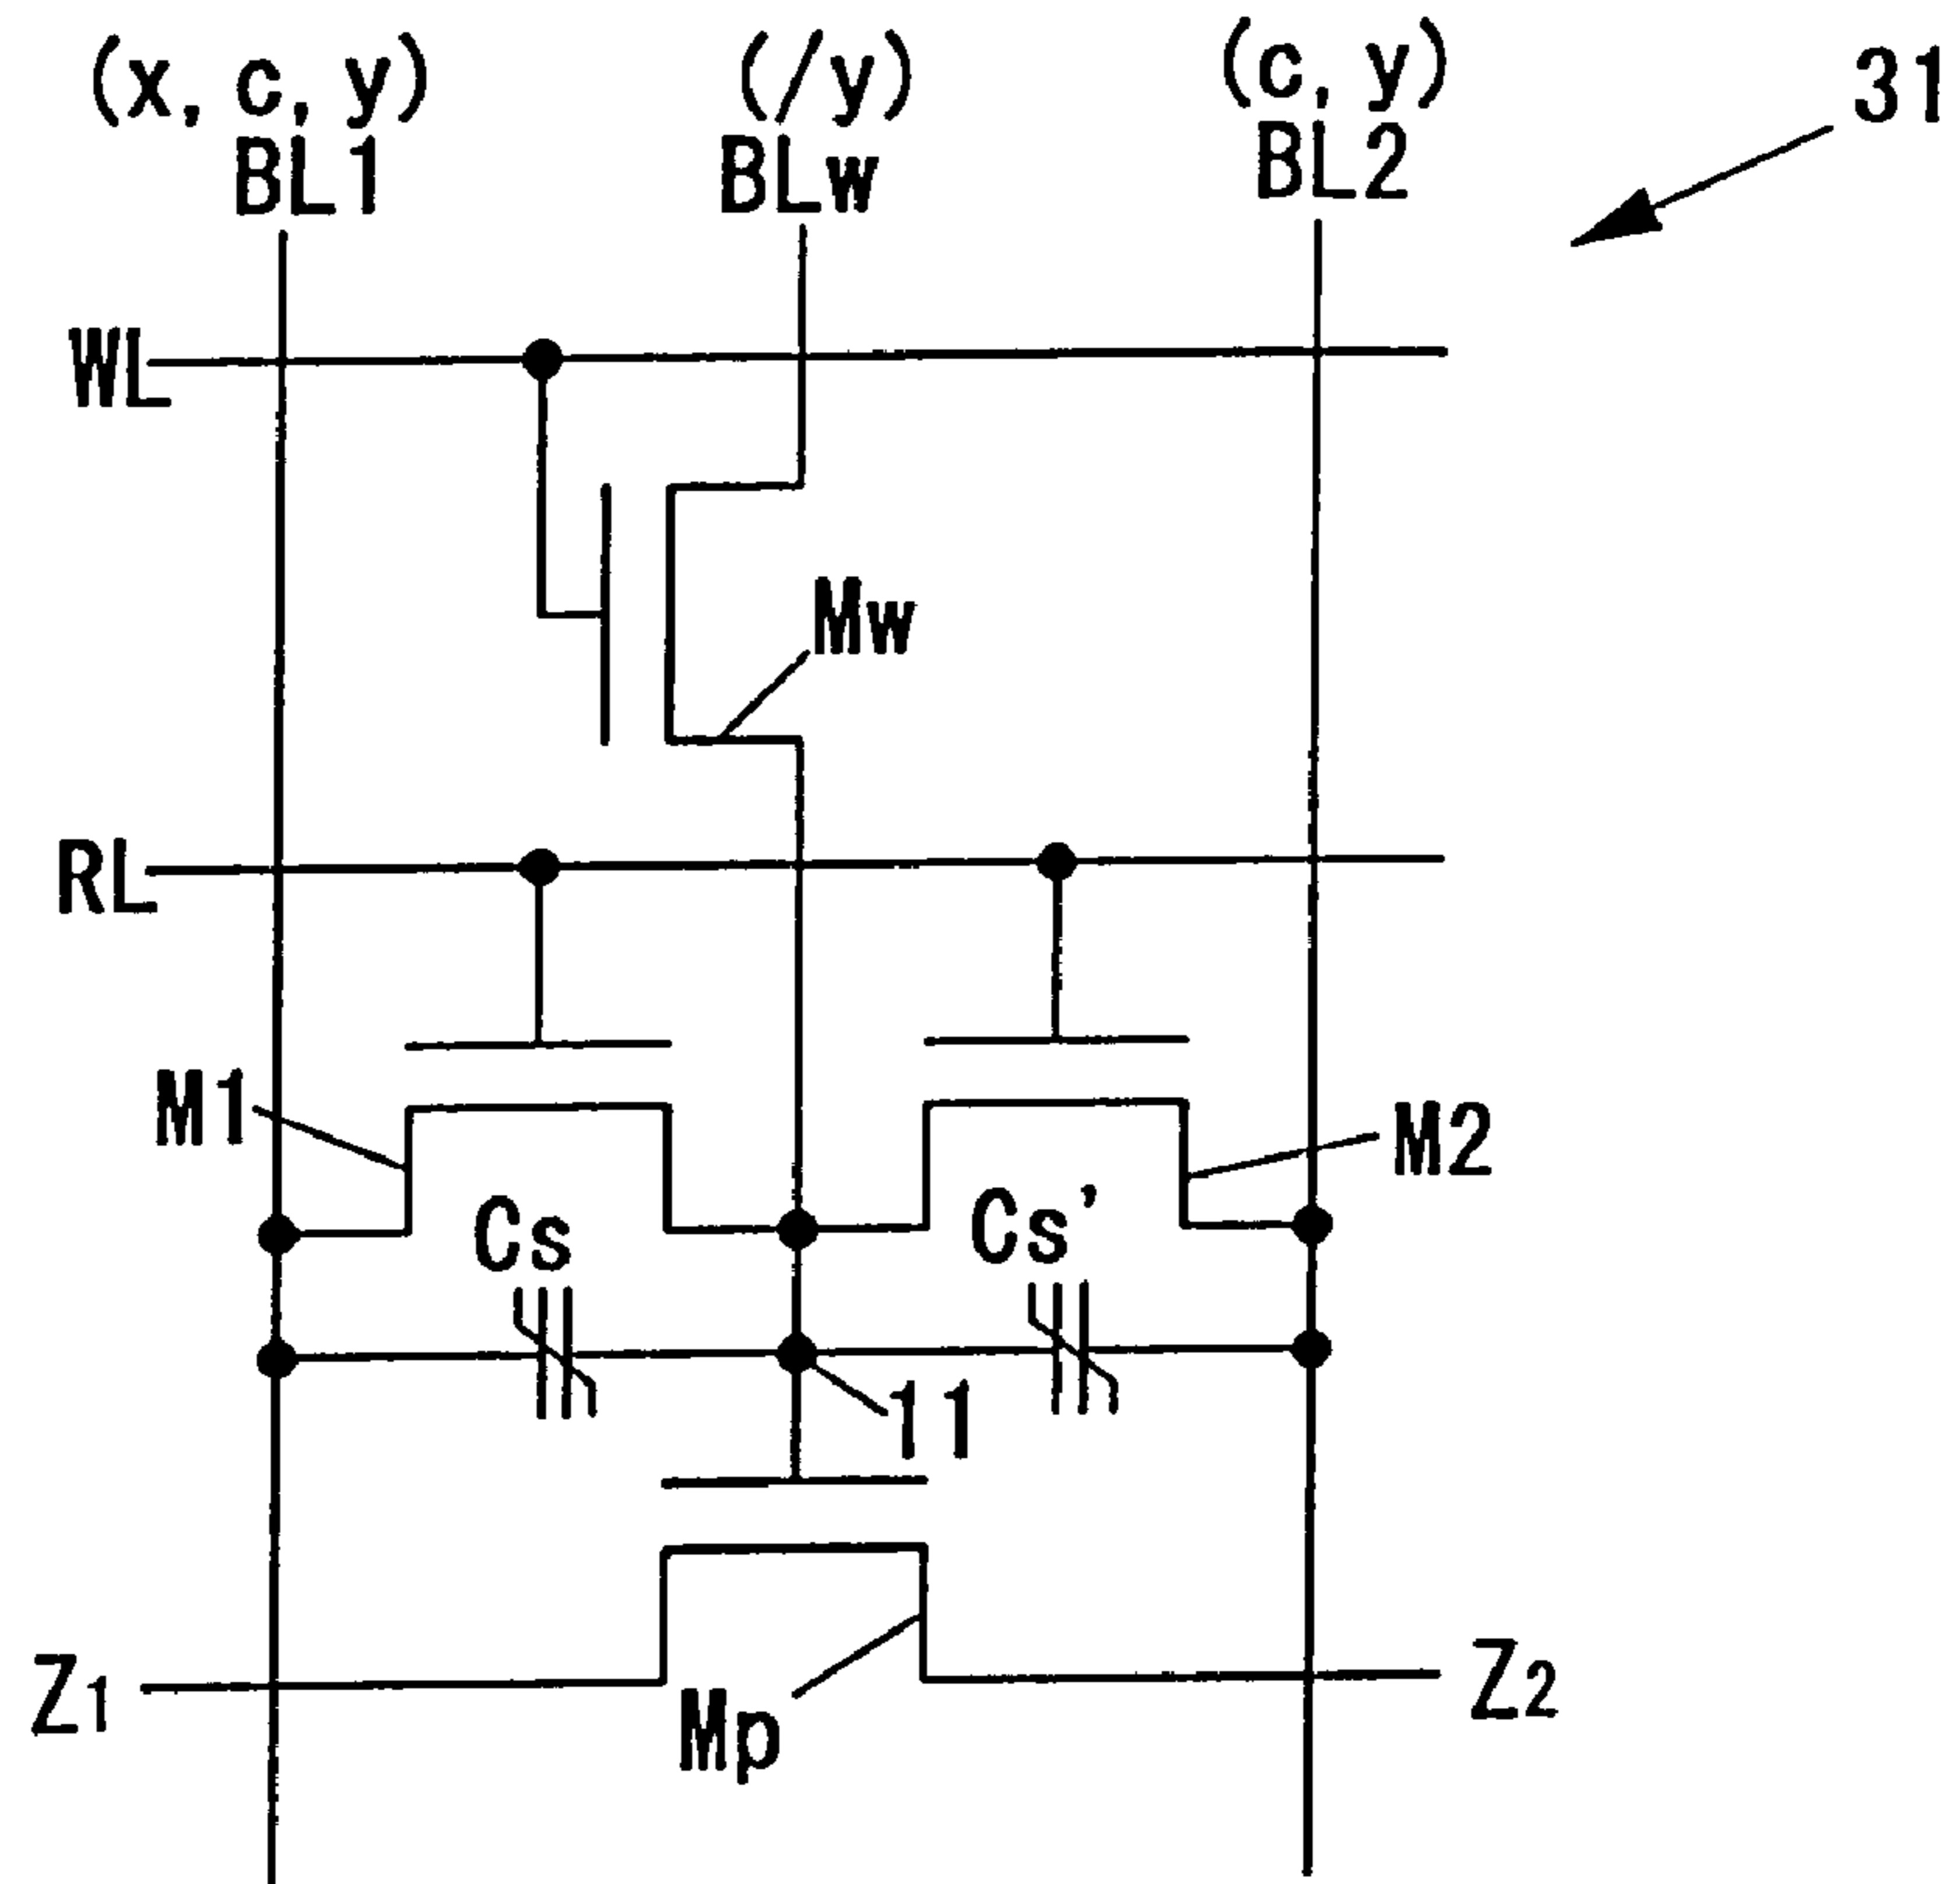 (x, c, y)
BL1
(/y)
BLw
(c, y)
BL2
31
WL
Mw
RL
M1
M2
Cs
Cs'
11
Z1
Mp
Z2